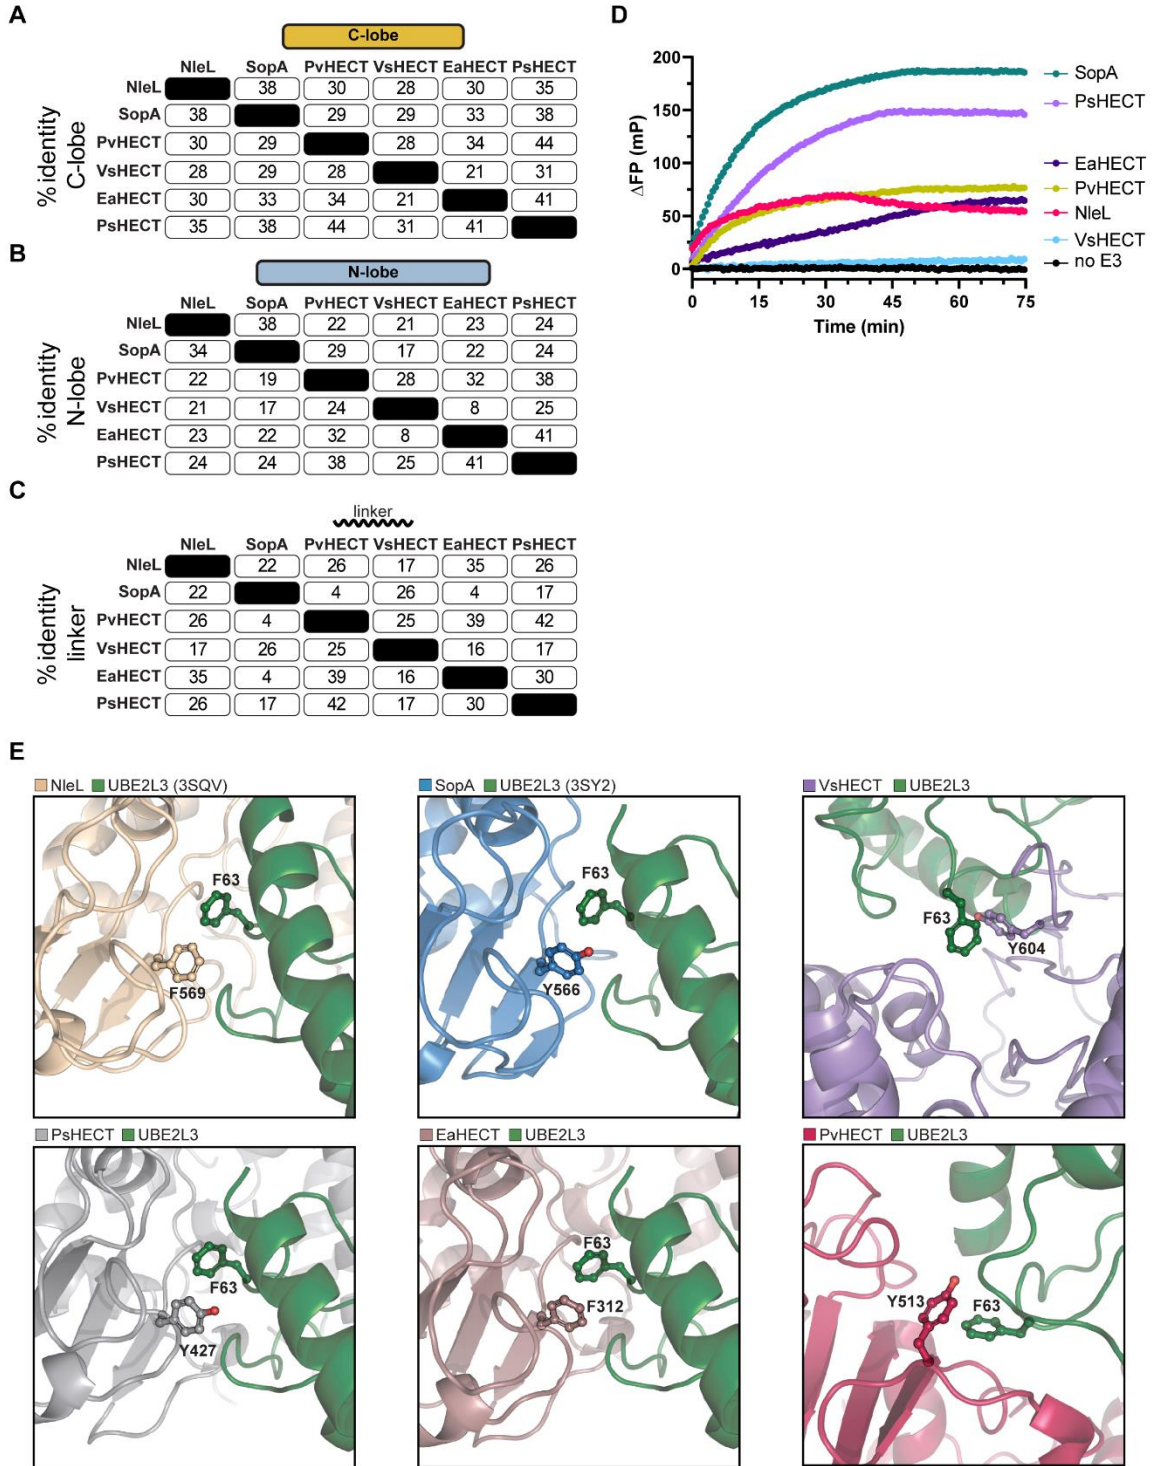 A
C-lobe
NleL SopA PvHECT VsHECT EaHECT PsHECT
% identity C-lobe
NleL 38 30 28 30 35
SopA 38 29 29 33 38
PvHECT 30 29 28 34 44
VsHECT 28 29 28 21 31
EaHECT 30 33 34 21 41
PsHECT 35 38 44 31 41
B
N-lobe
NleL SopA PvHECT VsHECT EaHECT PsHECT
% identity N-lobe
NleL 38 22 21 23 24
SopA 34 29 17 22 24
PvHECT 22 19 28 32 38
VsHECT 21 17 24 8 25
EaHECT 23 22 32 8 41
PsHECT 24 24 38 25 41
C
linker
NleL SopA PvHECT VsHECT EaHECT PsHECT
% identity linker
NleL 22 26 17 35 26
SopA 22 4 26 4 17
PvHECT 26 4 25 39 42
VsHECT 17 26 25 16 17
EaHECT 35 4 39 16 30
PsHECT 26 17 42 17 30
D
ΔFP (mP)
200
150
100
50
0
0 15 30 45 60 75
Time (min)
SopA
PsHECT
EaHECT
PvHECT
NleL
VsHECT
no E3
E
NleL UBE2L3 (3SQV)
F63
F569
SopA UBE2L3 (3SY2)
F63
Y566
VsHECT UBE2L3
F63
Y604
PsHECT UBE2L3
F63
Y427
EaHECT UBE2L3
F63
F312
PvHECT UBE2L3
Y513
F63